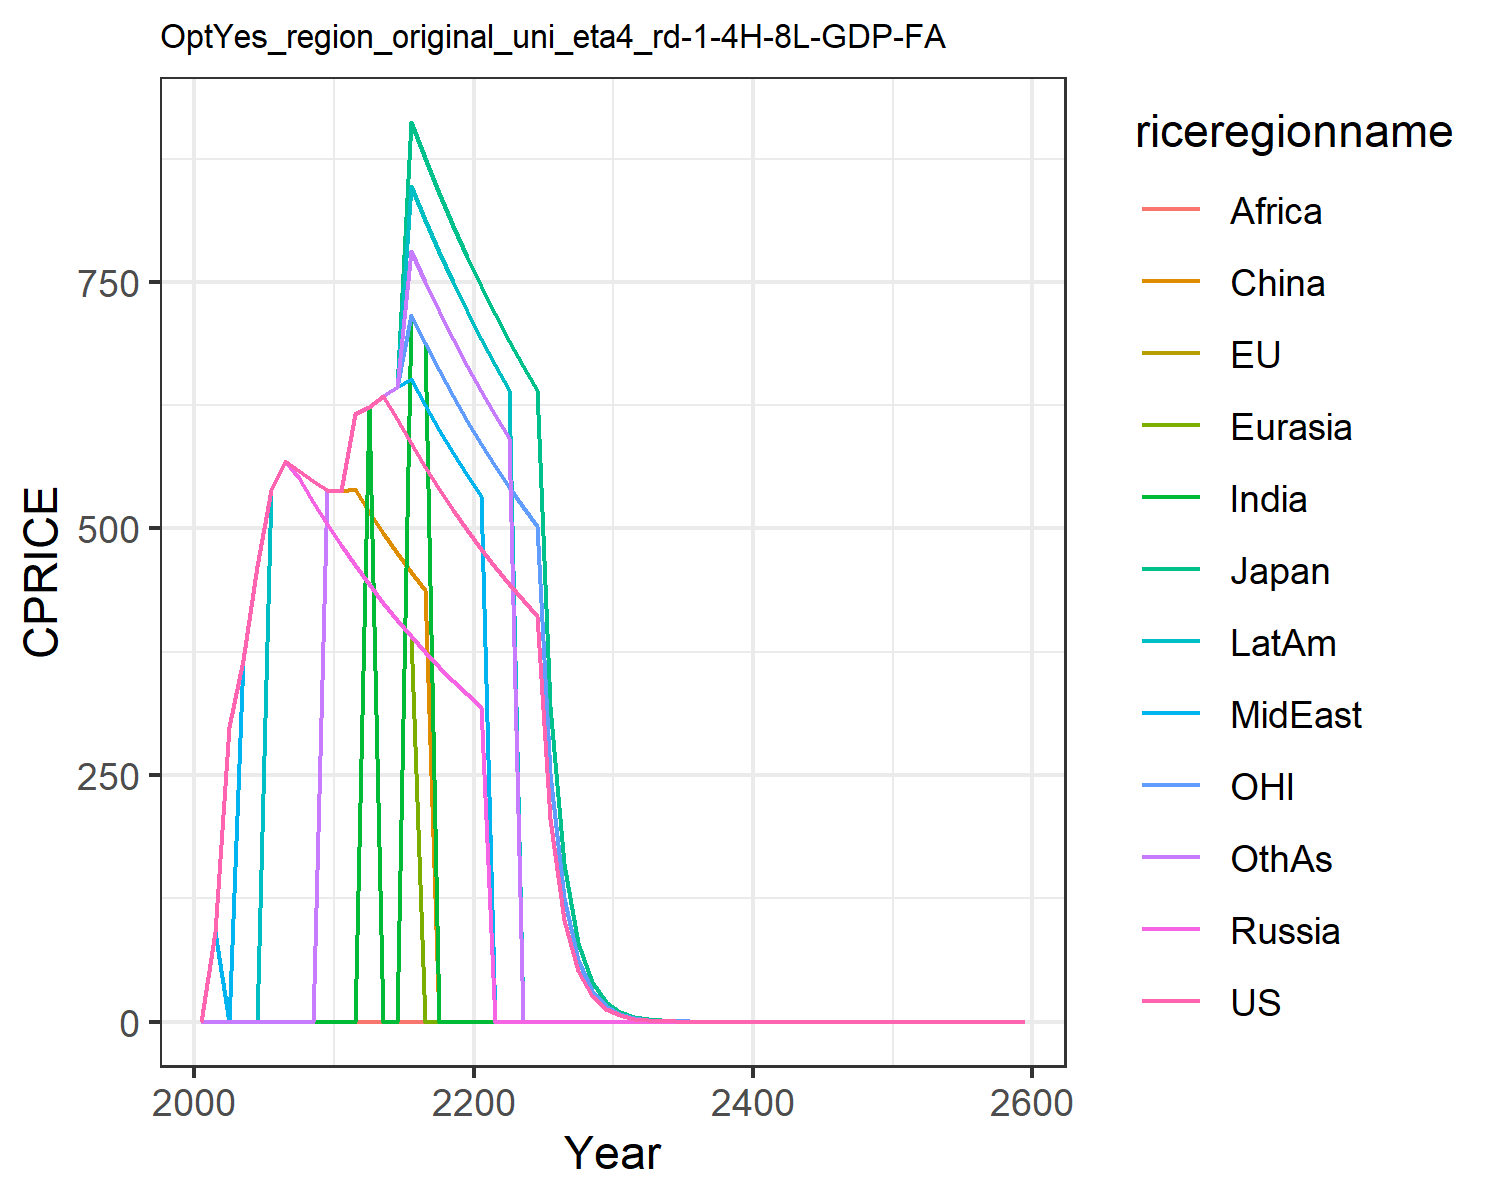 OptYes_region_original_uni_eta4_rd-1-4H-8L-GDP-FA
CPRICE
750
500
250
0
2000
2200
2400
2600
Year
riceregionname
Africa
China
EU
Eurasia
India
Japan
LatAm
MidEast
OHI
OthAs
Russia
US